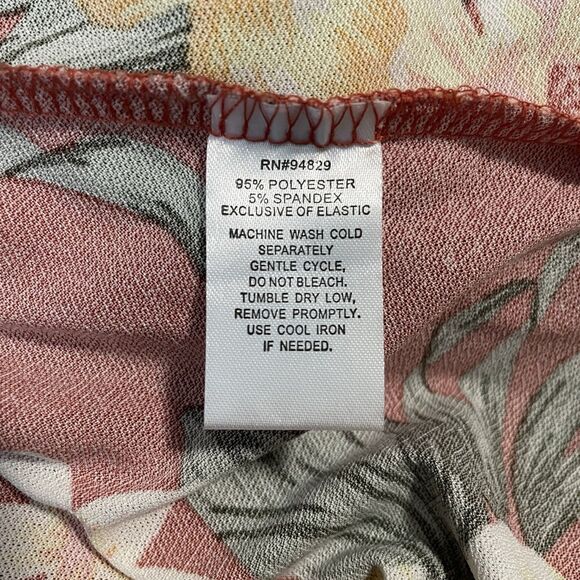 RN#94829
95% POLYESTER
5% SPANDEX
EXCLUSIVE OF ELASTIC
MACHINE WASH COLD
SEPARATELY
GENTLE CYCLE,
DO NOT BLEACH.
TUMBLE DRY LOW,
REMOVE PROMPTLY.
USE COOL IRON
IF NEEDED.